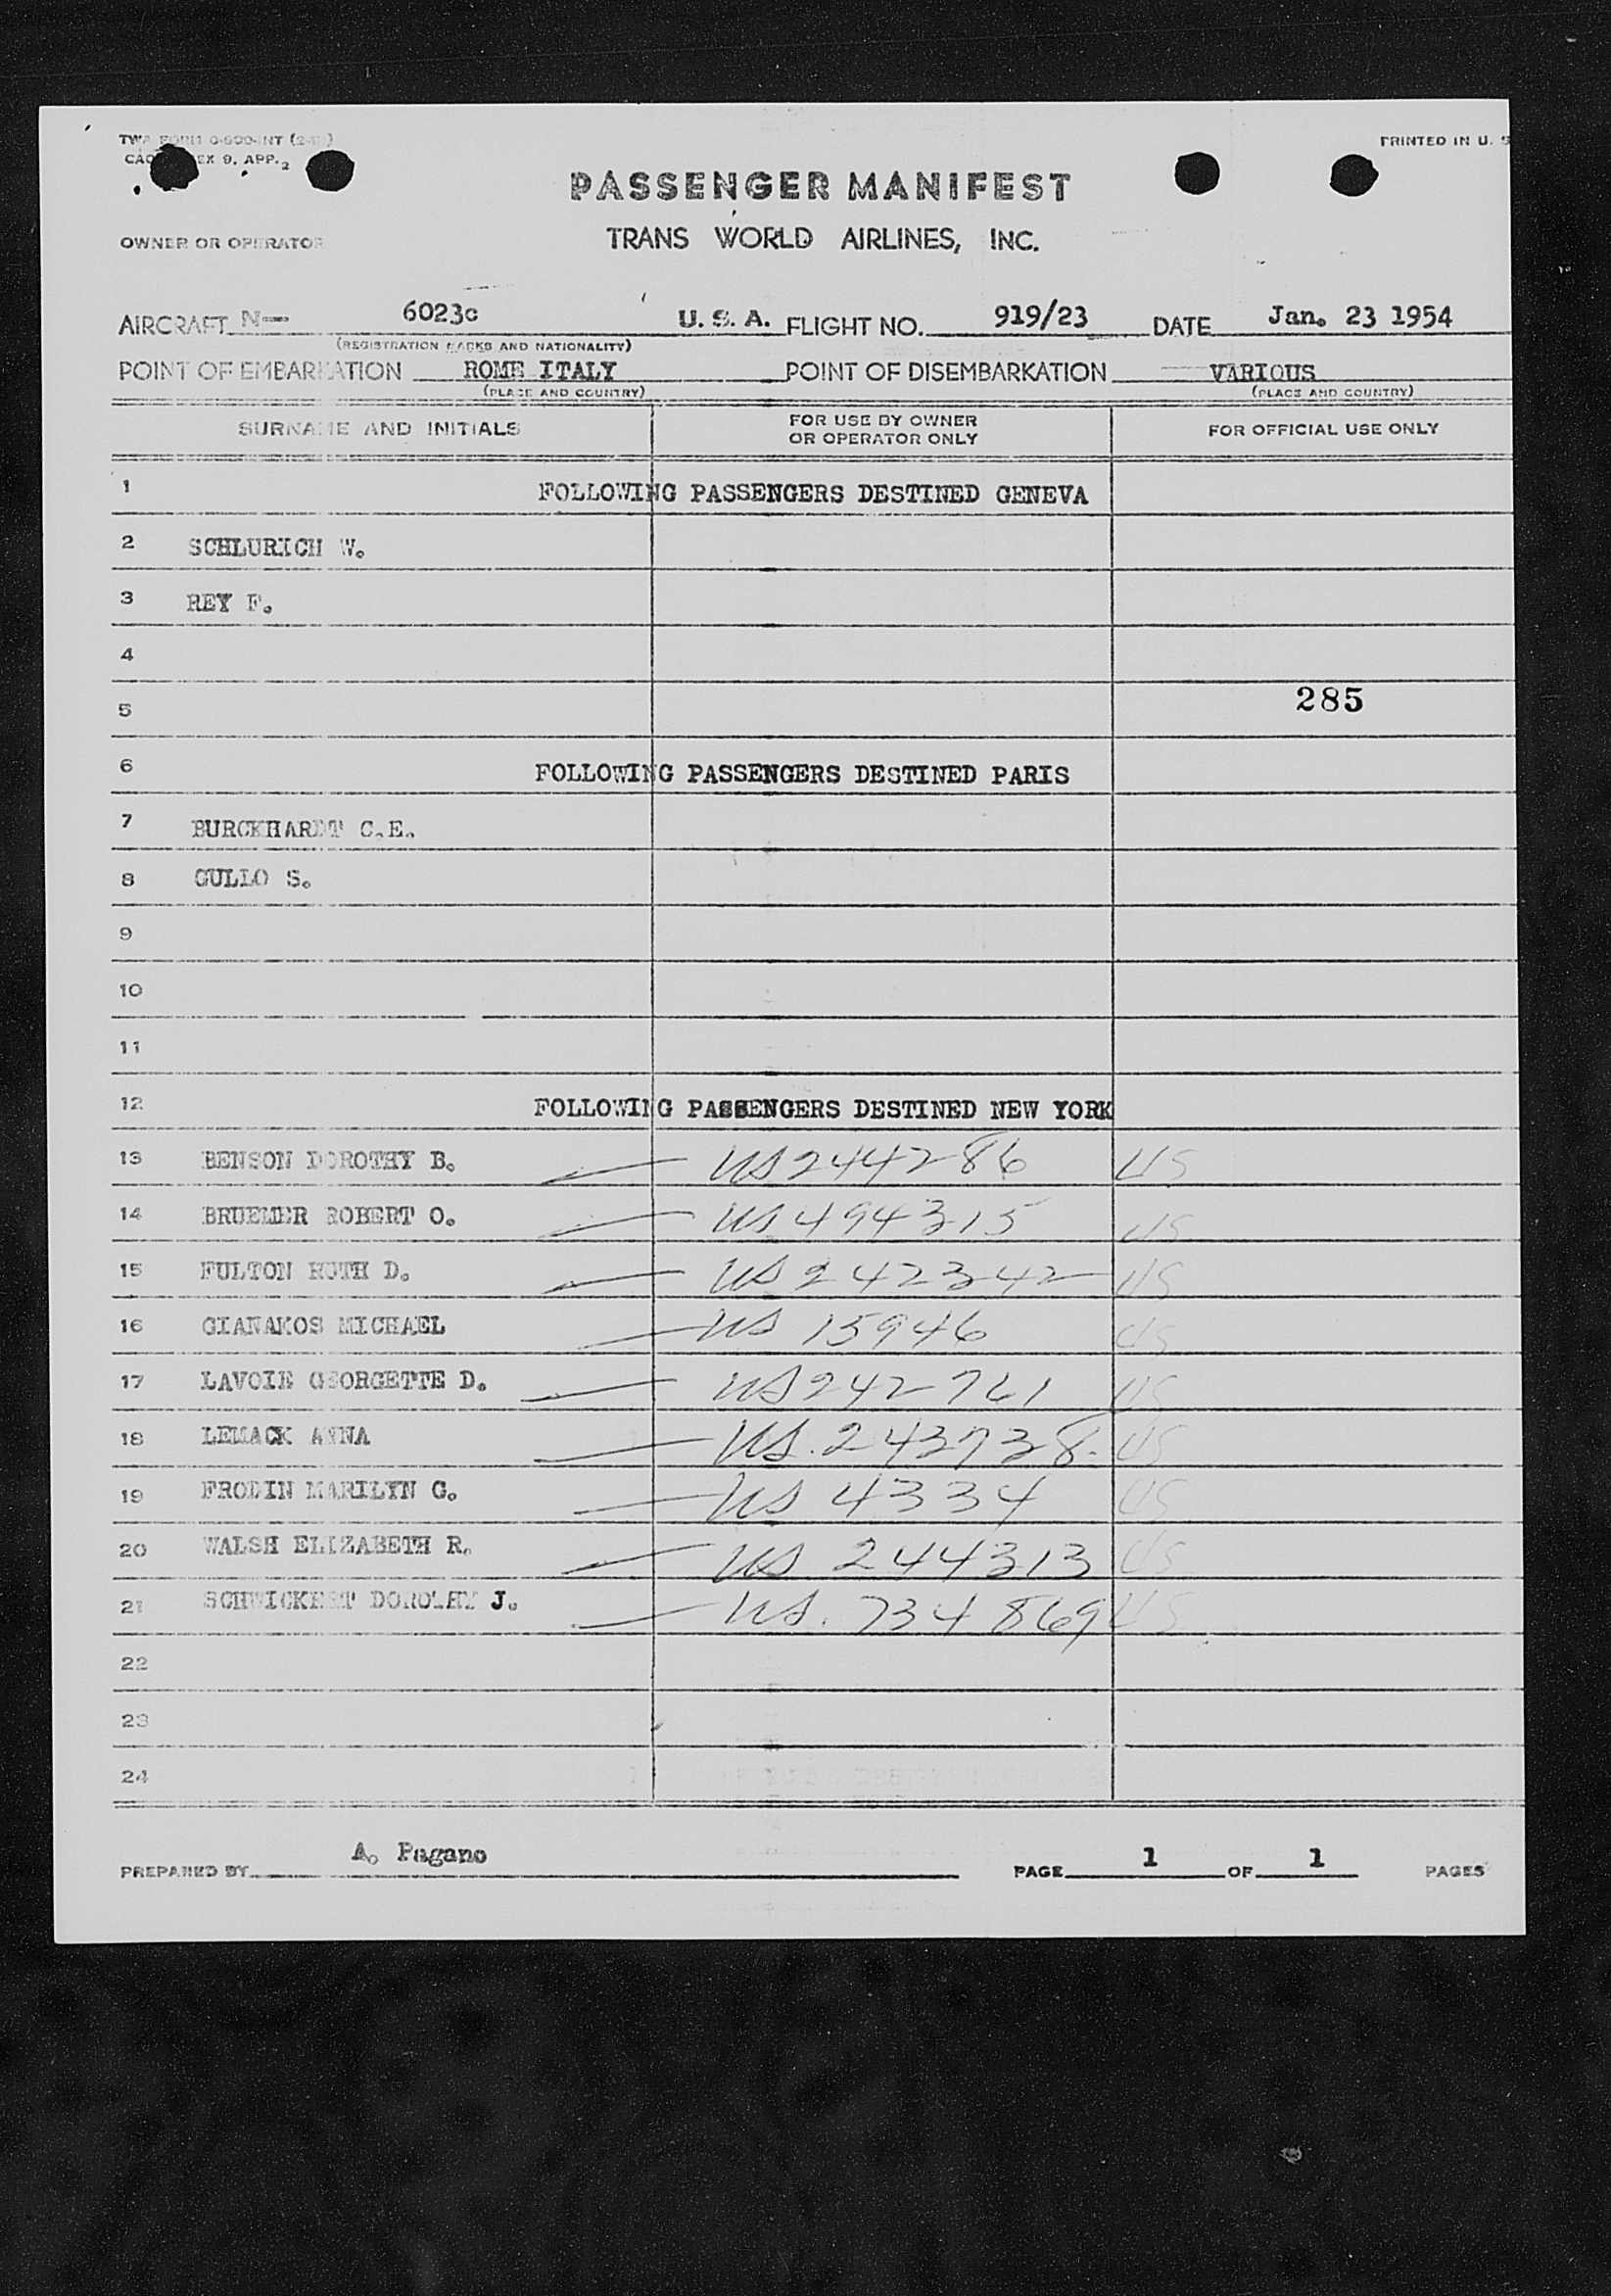 PRINTED IN U. S
PASSENGER MANIFEST
OWNER OR OPERATOR TRANS WORLD AIRLINES, INC.
AIRCRAFT N- 6023C U. S. A. FLIGHT NO. 919/23 DATE Jan. 23 1954
(REGISTRATION MARKS AND NATIONALITY)
POINT OF EMBARKATION ROME ITALY POINT OF DISEMBARKATION VARIOUS
(PLACE AND COUNTRY) (PLACE AND COUNTRY)
SURNAME AND INITIALS FOR USE BY OWNER OR OPERATOR ONLY FOR OFFICIAL USE ONLY
1 FOLLOWING PASSENGERS DESTINED GENEVA
2 SCHLURICH W.
3 REY F.
4
5 285
6 FOLLOWING PASSENGERS DESTINED PARIS
7 BURCKHARDT C.E.
8 GULLO S.
9
10
11
12 FOLLOWING PASSENGERS DESTINED NEW YORK
13 BENSON DOROTHY B. US 244286 US
14 BRUEMER ROBERT O. US 494315 US
15 FULTON RUTH D. US 242342 US
16 GIANAKOS MICHAEL US 15946 US
17 LAVOIE GEORGETTE D. US 242761 US
18 LEMACK ANNA US. 243738. US
19 FRODIN MARILYN G. US 4334 US
20 WALSH ELIZABETH R. US 244313 US
21 SCHWICKERT DOROTHY J. US. 734869 US
22
23
24
PREPARED BY A. Pagano PAGE 1 OF 1 PAGES